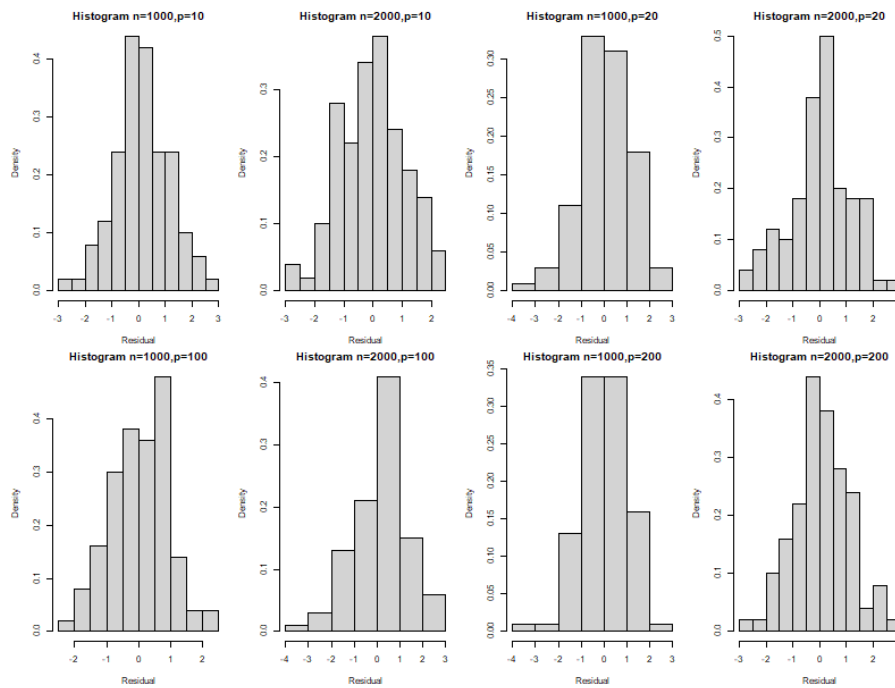 Histogram n=1000,p=10
Histogram n=2000,p=10
Histogram n=1000,p=20
Histogram n=2000,p=20
Density
0.0
0.2
0.4
-3 -2 -1 0 1 2 3
Residual
Density
0.0
0.1
0.2
0.3
-3 -2 -1 0 1 2
Residual
Density
0.00
0.05
0.10
0.15
0.20
0.25
0.30
-4 -3 -2 -1 0 1 2 3
Residual
Density
0.0
0.1
0.2
0.3
0.4
0.5
-3 -2 -1 0 1 2
Residual
Histogram n=1000,p=100
Histogram n=2000,p=100
Histogram n=1000,p=200
Histogram n=2000,p=200
Density
0.0
0.1
0.2
0.3
0.4
-2 -1 0 1 2
Residual
Density
0.0
0.1
0.2
0.3
0.4
-4 -3 -2 -1 0 1 2 3
Residual
Density
0.00
0.05
0.10
0.15
0.20
0.25
0.30
0.35
-4 -3 -2 -1 0 1 2 3
Residual
Density
0.0
0.1
0.2
0.3
0.4
-3 -2 -1 0 1 2
Residual